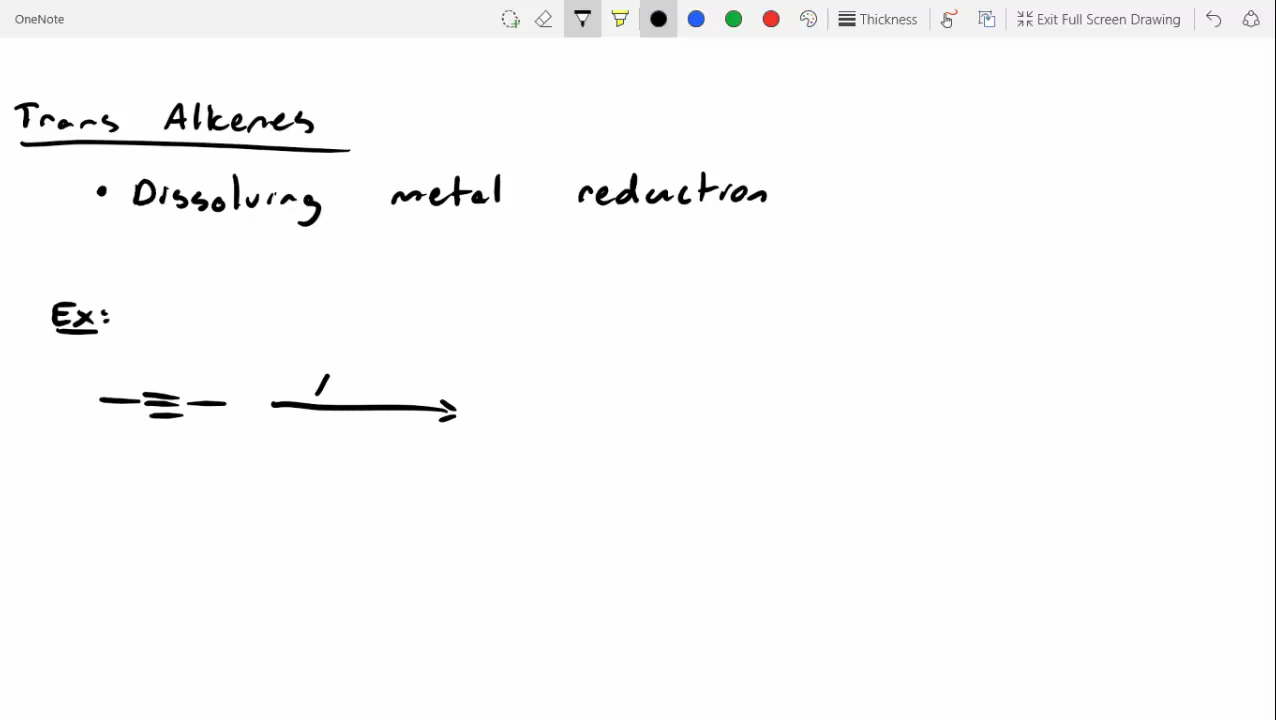 OneNote
Thickness
Exit Full Screen Drawing
Trans Alkenes
• Dissolving metal reduction
Ex: